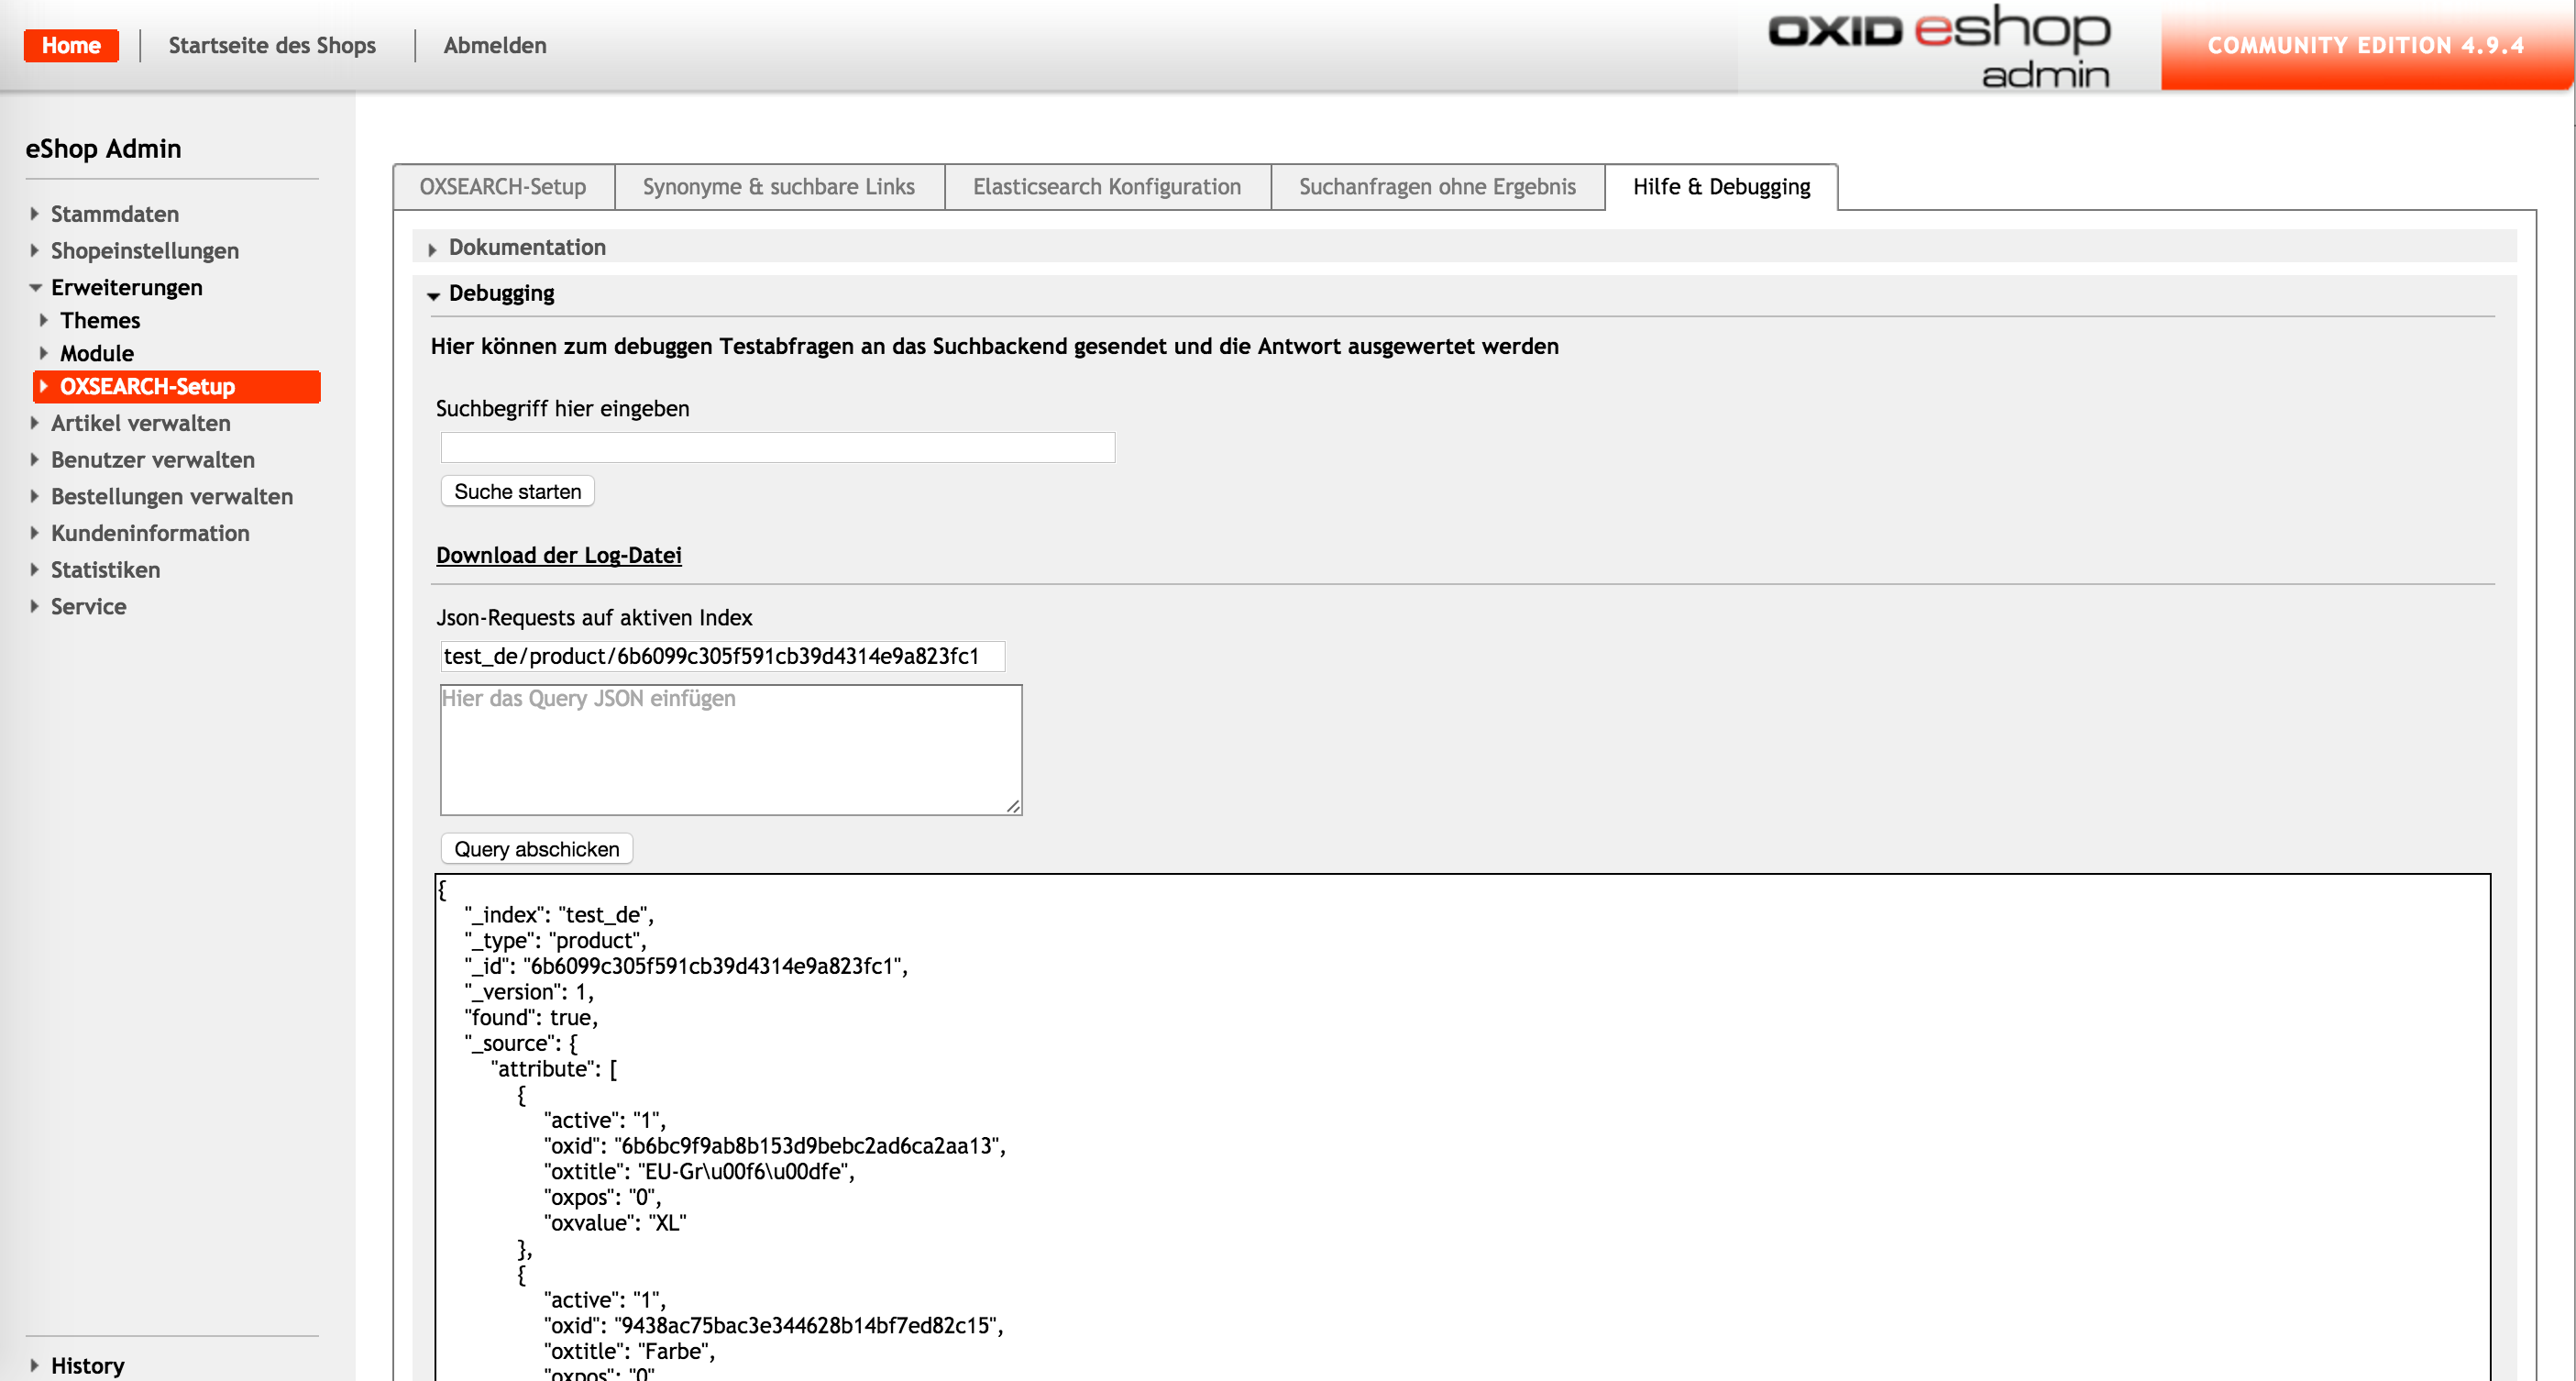 Home
Startseite des Shops
Abmelden
OXID eshop
admin
COMMUNITY EDITION 4.9.4
eShop Admin
Stammdaten
Shopeinstellungen
Erweiterungen
Themes
Module
OXSEARCH-Setup
Artikel verwalten
Benutzer verwalten
Bestellungen verwalten
Kundeninformation
Statistiken
Service
History
OXSEARCH-Setup
Synonyme & suchbare Links
Elasticsearch Konfiguration
Suchanfragen ohne Ergebnis
Hilfe & Debugging
Dokumentation
Debugging
Hier können zum debuggen Testabfragen an das Suchbackend gesendet und die Antwort ausgewertet werden
Suchbegriff hier eingeben
Suche starten
Download der Log-Datei
Json-Requests auf aktiven Index
test_de/product/6b6099c305f591cb39d4314e9a823fc1
Hier das Query JSON einfügen
Query abschicken
{
"_index": "test_de",
"_type": "product",
"_id": "6b6099c305f591cb39d4314e9a823fc1",
"_version": 1,
"found": true,
"_source": {
"attribute": [
{
"active": "1",
"oxid": "6b6bc9f9ab8b153d9bebc2ad6ca2aa13",
"oxtitle": "EU-Gr\u00f6\u00dfe",
"oxpos": "0",
"oxvalue": "XL"
},
{
"active": "1",
"oxid": "9438ac75bac3e344628b14bf7ed82c15",
"oxtitle": "Farbe",
"oxpos": "0"